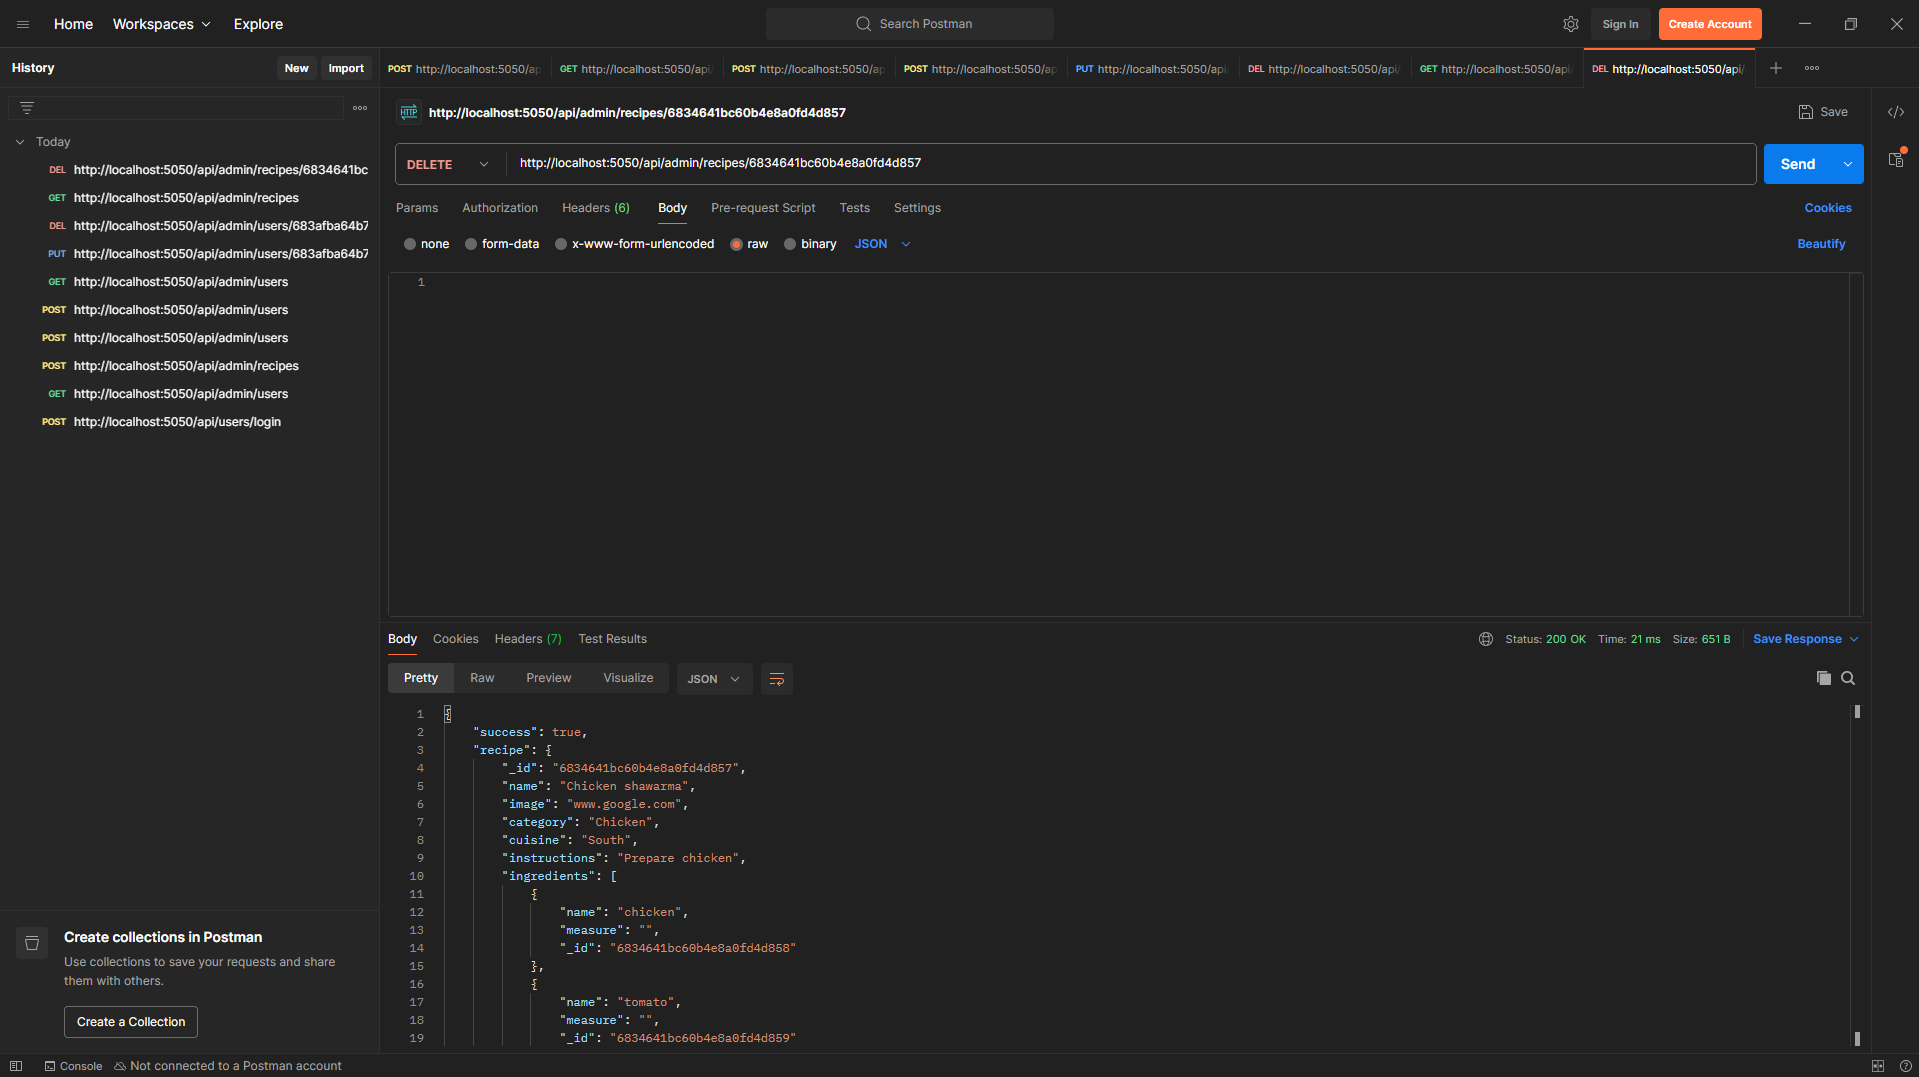 Home Workspaces Explore Search Postman Sign In Create Account
History New Import
POST http://localhost:5050/ap GET http://localhost:5050/api/ POST http://localhost:5050/ap POST http://localhost:5050/ap PUT http://localhost:5050/api/ DEL http://localhost:5050/api/ GET http://localhost:5050/api/ DEL http://localhost:5050/api/
HTTP http://localhost:5050/api/admin/recipes/6834641bc60b4e8a0fd4d857 Save
Today
DEL http://localhost:5050/api/admin/recipes/6834641bc
GET http://localhost:5050/api/admin/recipes
DEL http://localhost:5050/api/admin/users/683afba64b7
PUT http://localhost:5050/api/admin/users/683afba64b7
GET http://localhost:5050/api/admin/users
POST http://localhost:5050/api/admin/users
POST http://localhost:5050/api/admin/users
POST http://localhost:5050/api/admin/recipes
GET http://localhost:5050/api/admin/users
POST http://localhost:5050/api/users/login
DELETE http://localhost:5050/api/admin/recipes/6834641bc60b4e8a0fd4d857 Send
Params Authorization Headers (6) Body Pre-request Script Tests Settings Cookies
none form-data x-www-form-urlencoded raw binary JSON Beautify
1
Body Cookies Headers (7) Test Results Status: 200 OK Time: 21 ms Size: 651 B Save Response
Pretty Raw Preview Visualize JSON
1 {
2 "success": true,
3 "recipe": {
4 "_id": "6834641bc60b4e8a0fd4d857",
5 "name": "Chicken shawarma",
6 "image": "www.google.com",
7 "category": "Chicken",
8 "cuisine": "South",
9 "instructions": "Prepare chicken",
10 "ingredients": [
11 {
12 "name": "chicken",
13 "measure": "",
14 "_id": "6834641bc60b4e8a0fd4d858"
15 },
16 {
17 "name": "tomato",
18 "measure": "",
19 "_id": "6834641bc60b4e8a0fd4d859"
Create collections in Postman
Use collections to save your requests and share
them with others.
Create a Collection
Console Not connected to a Postman account